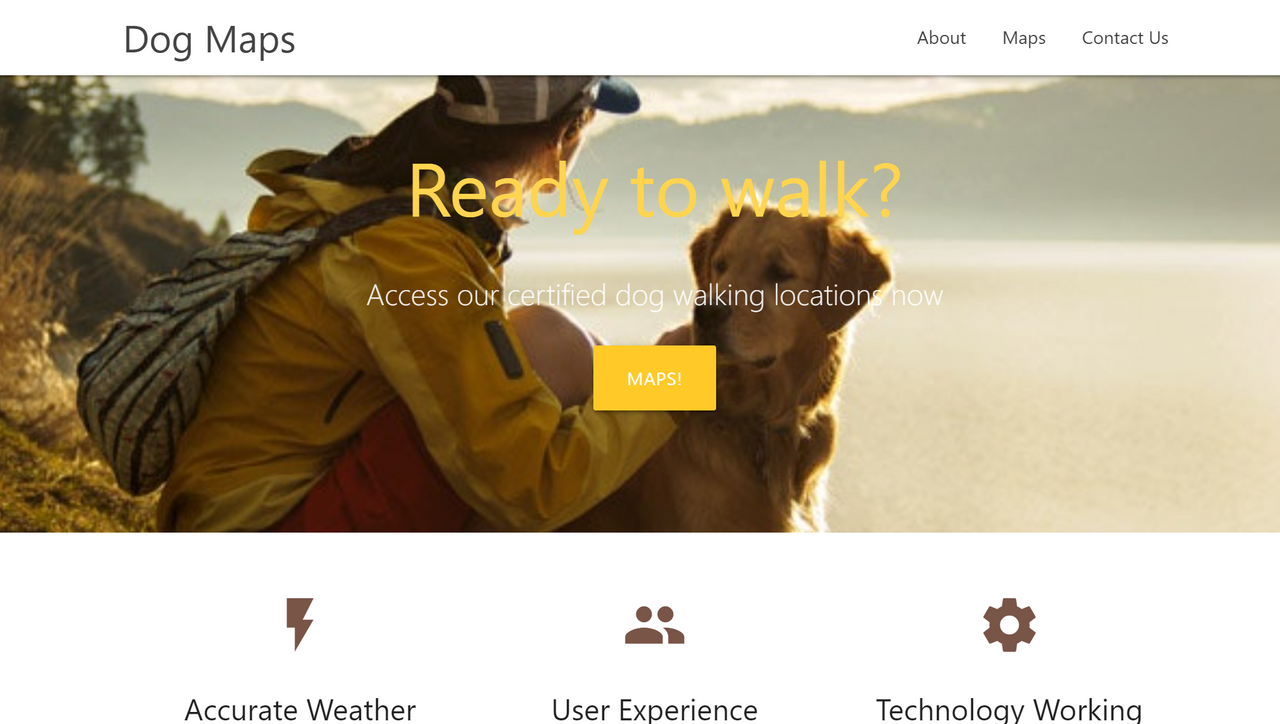 Dog Maps
About Maps Contact Us
Ready to walk?
Access our certified dog walking locations now
MAPS!
Accurate Weather User Experience Technology Working